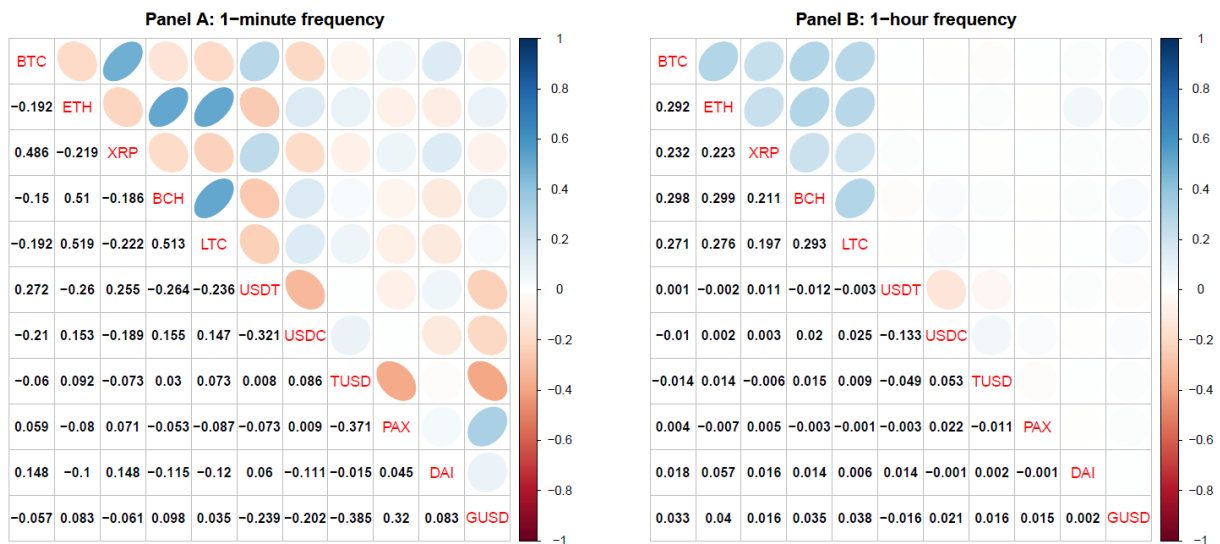 Panel A: 1−minute frequency
BTC
−0.192 ETH
0.486 −0.219 XRP
−0.15 0.51 −0.186 BCH
−0.192 0.519 −0.222 0.513 LTC
0.272 −0.26 0.255 −0.264 −0.236 USDT
−0.21 0.153 −0.189 0.155 0.147 −0.321 USDC
−0.06 0.092 −0.073 0.03 0.073 0.008 0.086 TUSD
0.059 −0.08 0.071 −0.053 −0.087 −0.073 0.009 −0.371 PAX
0.148 −0.1 0.148 −0.115 −0.12 0.06 −0.111 −0.015 0.045 DAI
−0.057 0.083 −0.061 0.098 0.035 −0.239 −0.202 −0.385 0.32 0.083 GUSD
1
0.8
0.6
0.4
0.2
0
−0.2
−0.4
−0.6
−0.8
−1
Panel B: 1−hour frequency
BTC
0.292 ETH
0.232 0.223 XRP
0.298 0.299 0.211 BCH
0.271 0.276 0.197 0.293 LTC
0.001 −0.002 0.011 −0.012 −0.003 USDT
−0.01 0.002 0.003 0.02 0.025 −0.133 USDC
−0.014 0.014 −0.006 0.015 0.009 −0.049 0.053 TUSD
0.004 −0.007 0.005 −0.003 −0.001 −0.003 0.022 −0.011 PAX
0.018 0.057 0.016 0.014 0.006 0.014 −0.001 0.002 −0.001 DAI
0.033 0.04 0.016 0.035 0.038 −0.016 0.021 0.016 0.015 0.002 GUSD
1
0.8
0.6
0.4
0.2
0
−0.2
−0.4
−0.6
−0.8
−1